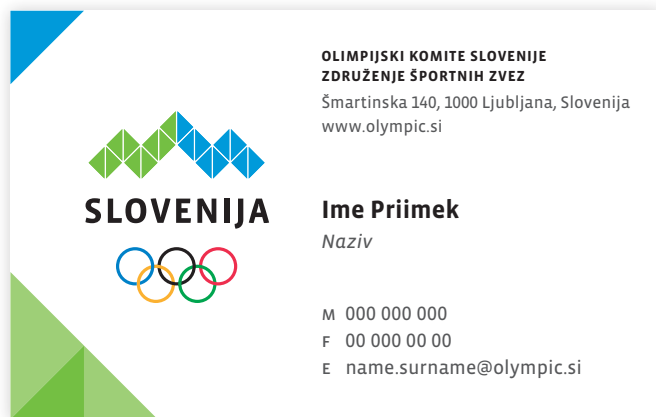 OLIMPIJSKI KOMITE SLOVENIJE
ZDRUŽENJE ŠPORTNIH ZVEZ
Šmartinska 140, 1000 Ljubljana, Slovenija
www.olympic.si
SLOVENIJA
Ime Priimek
Naziv
M 000 000 000
F 00 000 00 00
E name.surname@olympic.si